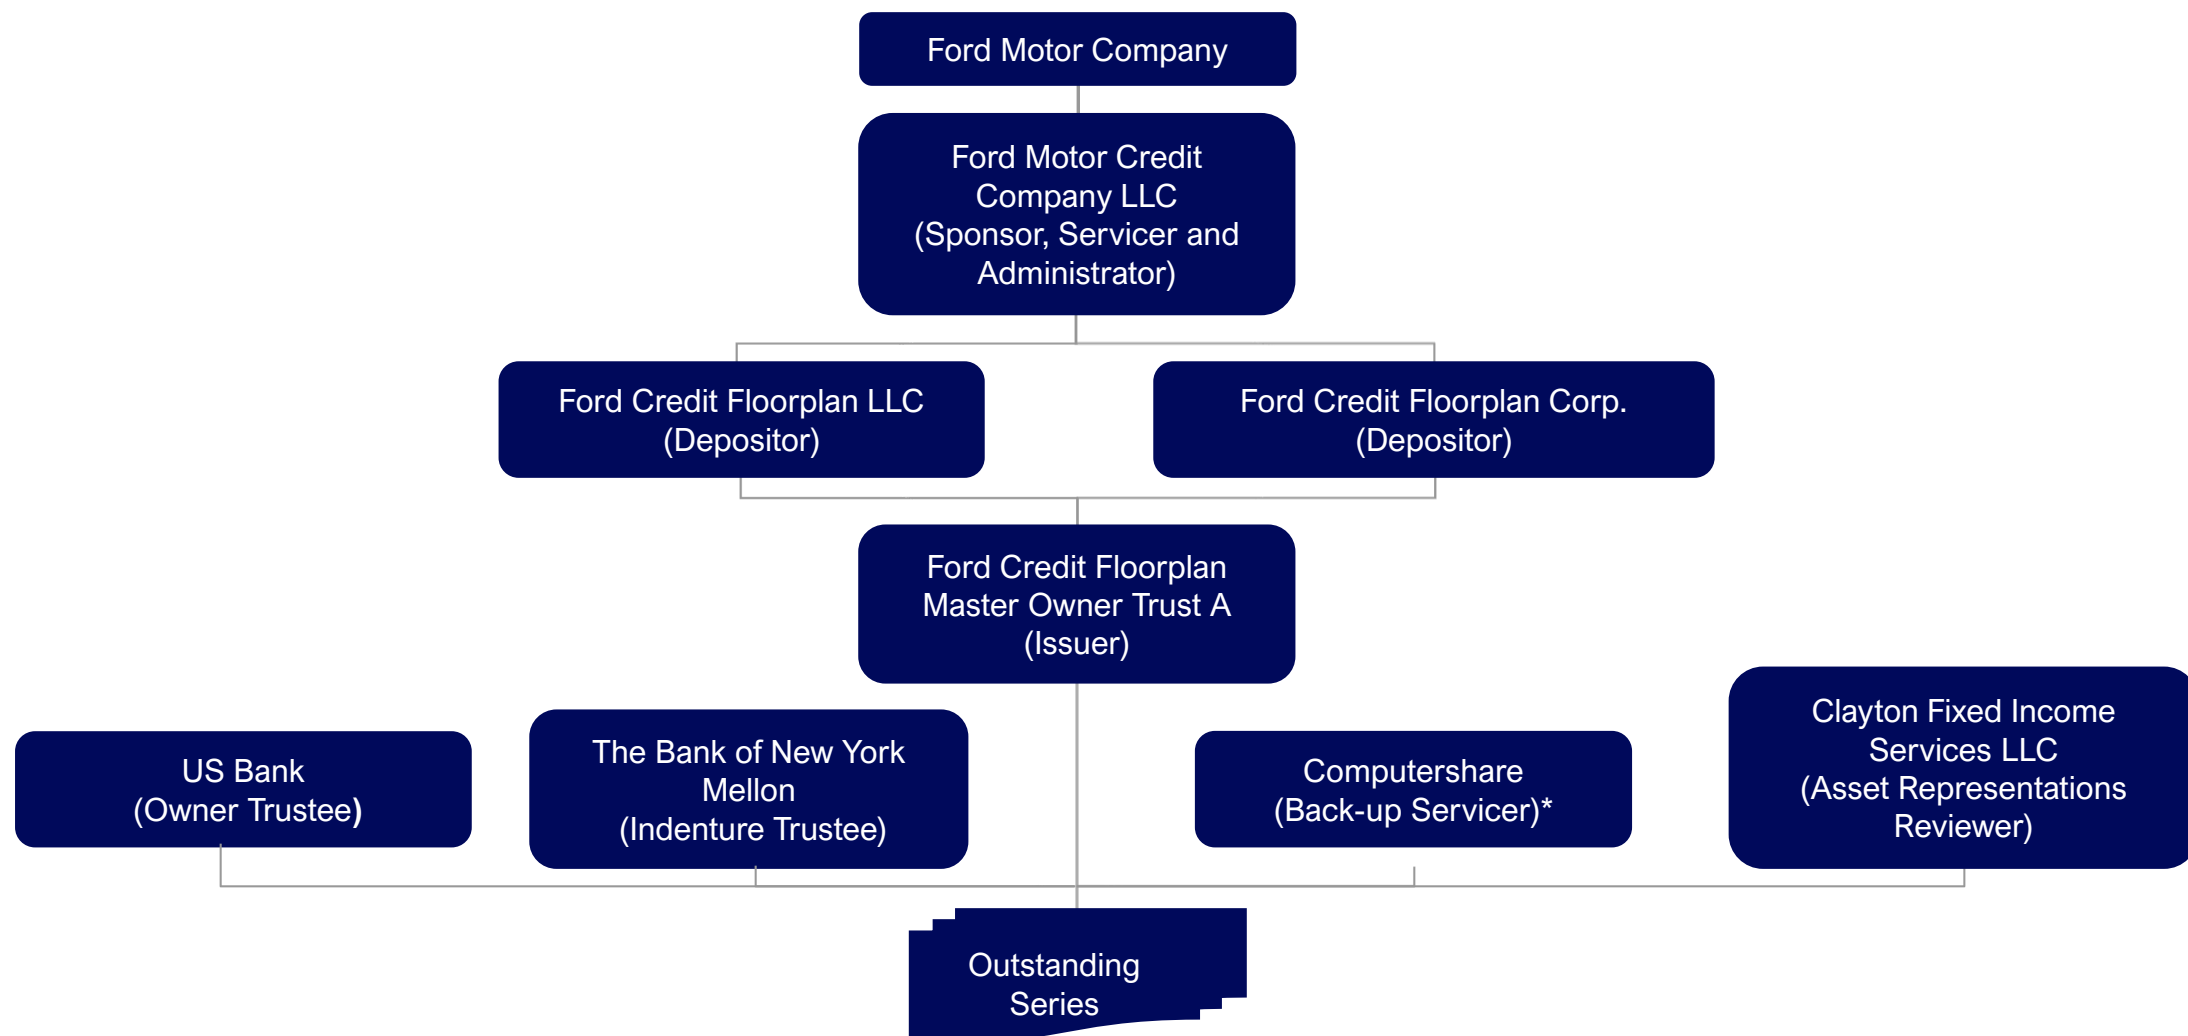 Ford Motor Company
Ford Motor Credit
Company LLC
(Sponsor, Servicer and
Administrator)
Ford Credit Floorplan LLC
(Depositor)
Ford Credit Floorplan Corp.
(Depositor)
Ford Credit Floorplan
Master Owner Trust A
(Issuer)
US Bank
(Owner Trustee)
The Bank of New York
Mellon
(Indenture Trustee)
Computershare
(Back-up Servicer)*
Clayton Fixed Income
Services LLC
(Asset Representations
Reviewer)
Outstanding
Series